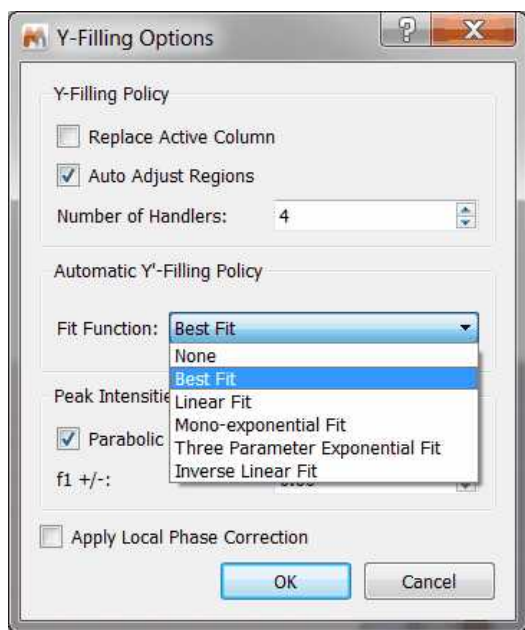 Y-Filling Options
Y-Filling Policy
Replace Active Column
Auto Adjust Regions
Number of Handlers: 4
Automatic Y'-Filling Policy
Fit Function: Best Fit
None
Best Fit
Linear Fit
Mono-exponential Fit
Three Parameter Exponential Fit
Inverse Linear Fit
Peak Intensitie
Parabolic
f1 +/-:
Apply Local Phase Correction
OK Cancel